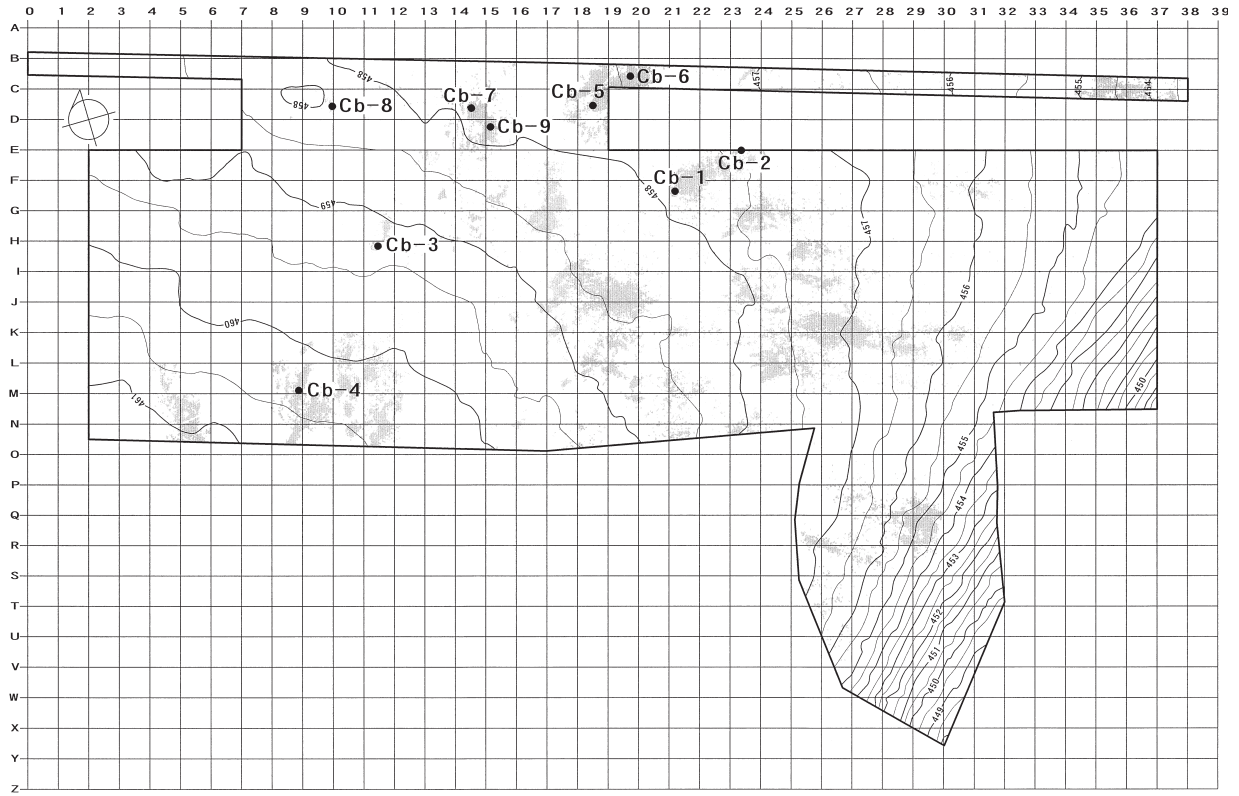 0 1 2 3 4 5 6 7 8 9 10 11 12 13 14 15 16 17 18 19 20 21 22 23 24 25 26 27 28 29 30 31 32 33 34 35 36 37 38 39
A
B
C
D
E
F
G
H
I
J
K
L
M
N
O
P
Q
R
S
T
U
V
W
X
Y
Z
458
457
456
455
454
Cb-6
Cb-5
Cb-7
458
Cb-8
Cb-9
Cb-2
Cb-1
458
459
457
Cb-3
456
460
450
Cb-4
461
455
454
453
452
451
450
449